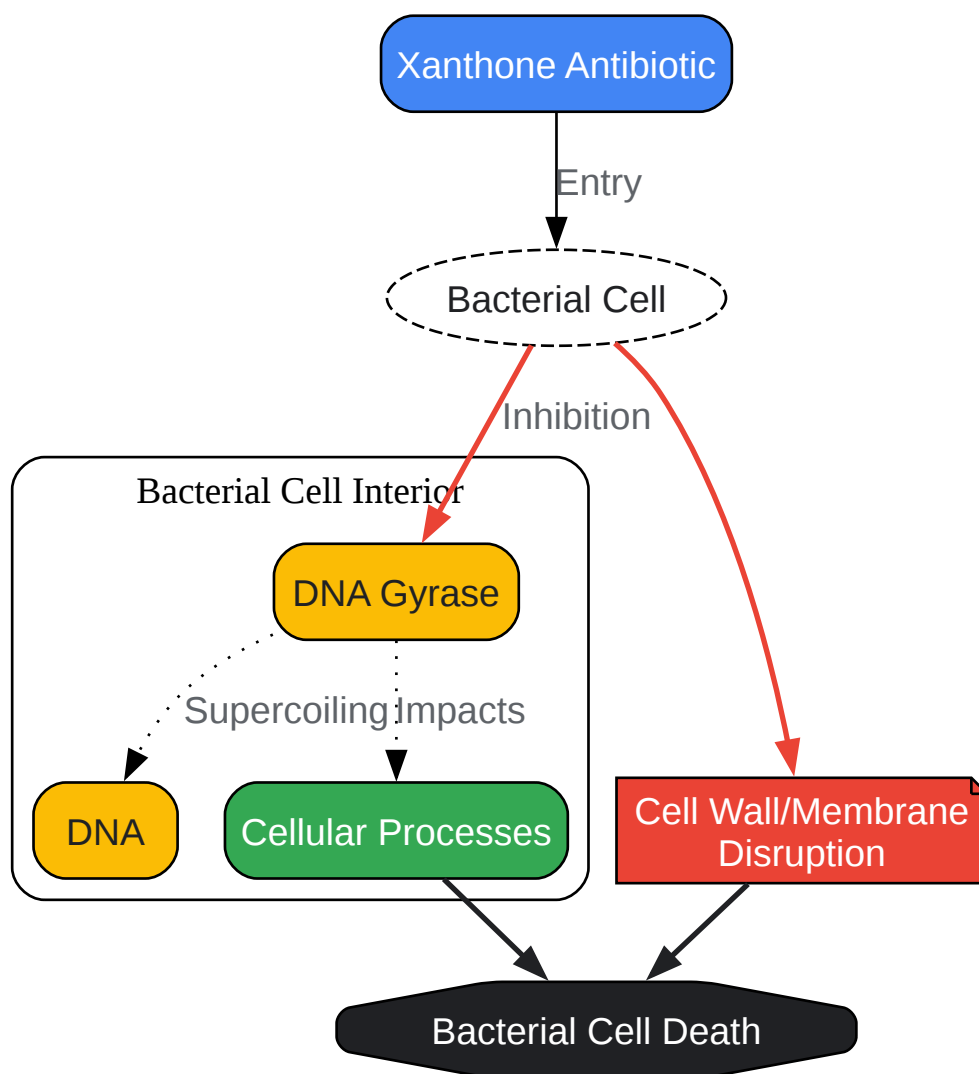 Xanthone Antibiotic
Entry
Bacterial Cell
Inhibition
Bacterial Cell Interior
DNA Gyrase
Supercoiling
Impacts
DNA
Cellular Processes
Cell Wall/Membrane
Disruption
Bacterial Cell Death